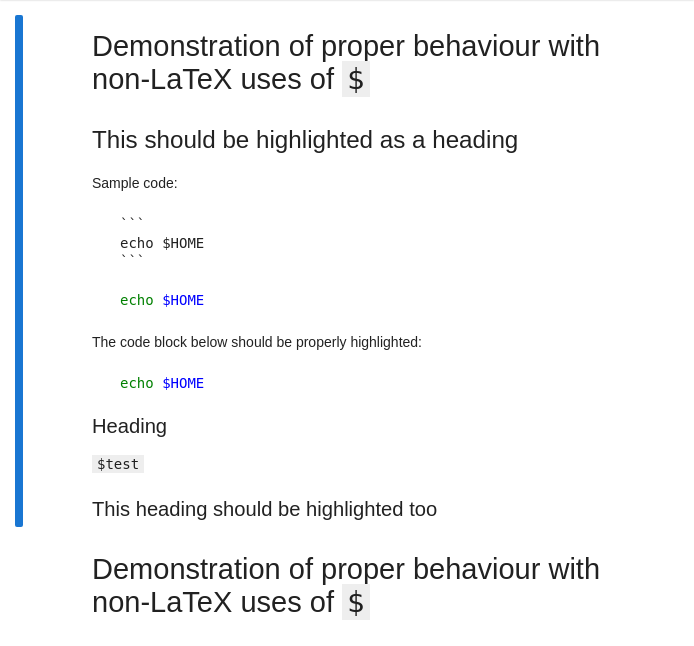 Demonstration of proper behaviour with
non-LaTeX uses of $
This should be highlighted as a heading
Sample code:
```
echo $HOME
```
echo $HOME
The code block below should be properly highlighted:
echo $HOME
Heading
$test
This heading should be highlighted too
Demonstration of proper behaviour with
non-LaTeX uses of $